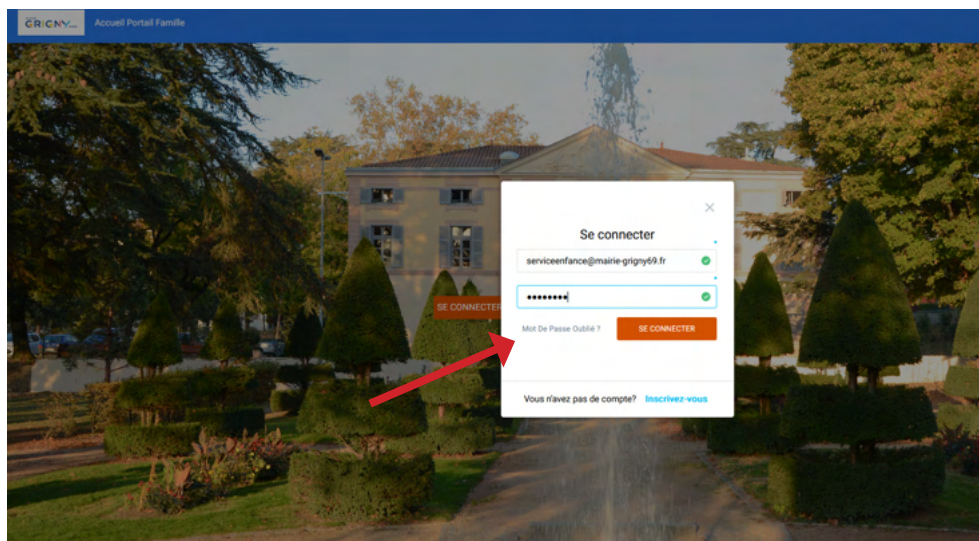 GRIGNY
Accueil Portail Famille
Se connecter
serviceenfance@mairie-grigny69.fr
••••••••
SE CONNECTER
Mot De Passe Oublié ?
SE CONNECTER
Vous n'avez pas de compte? Inscrivez-vous